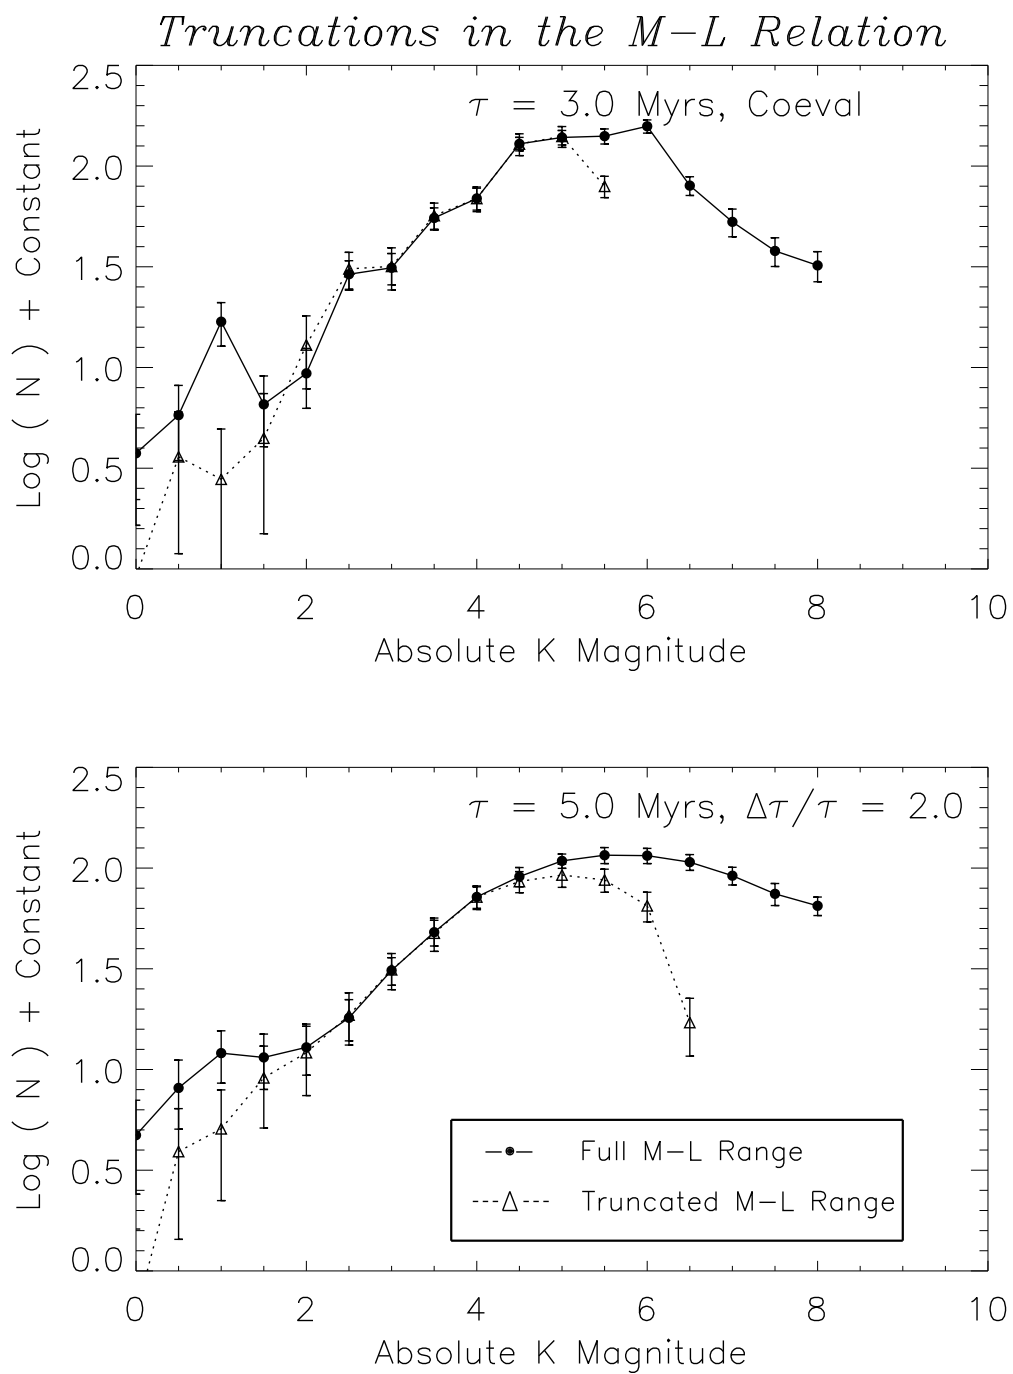 Truncations in the M−L Relation
τ = 3.0 Myrs, Coeval
Log ( N ) + Constant
2.5
2.0
1.5
1.0
0.5
0.0
0 2 4 6 8 10
Absolute K Magnitude
τ = 5.0 Myrs, Δτ/τ = 2.0
Log ( N ) + Constant
2.5
2.0
1.5
1.0
0.5
0.0
Full M−L Range
Truncated M−L Range
0 2 4 6 8 10
Absolute K Magnitude